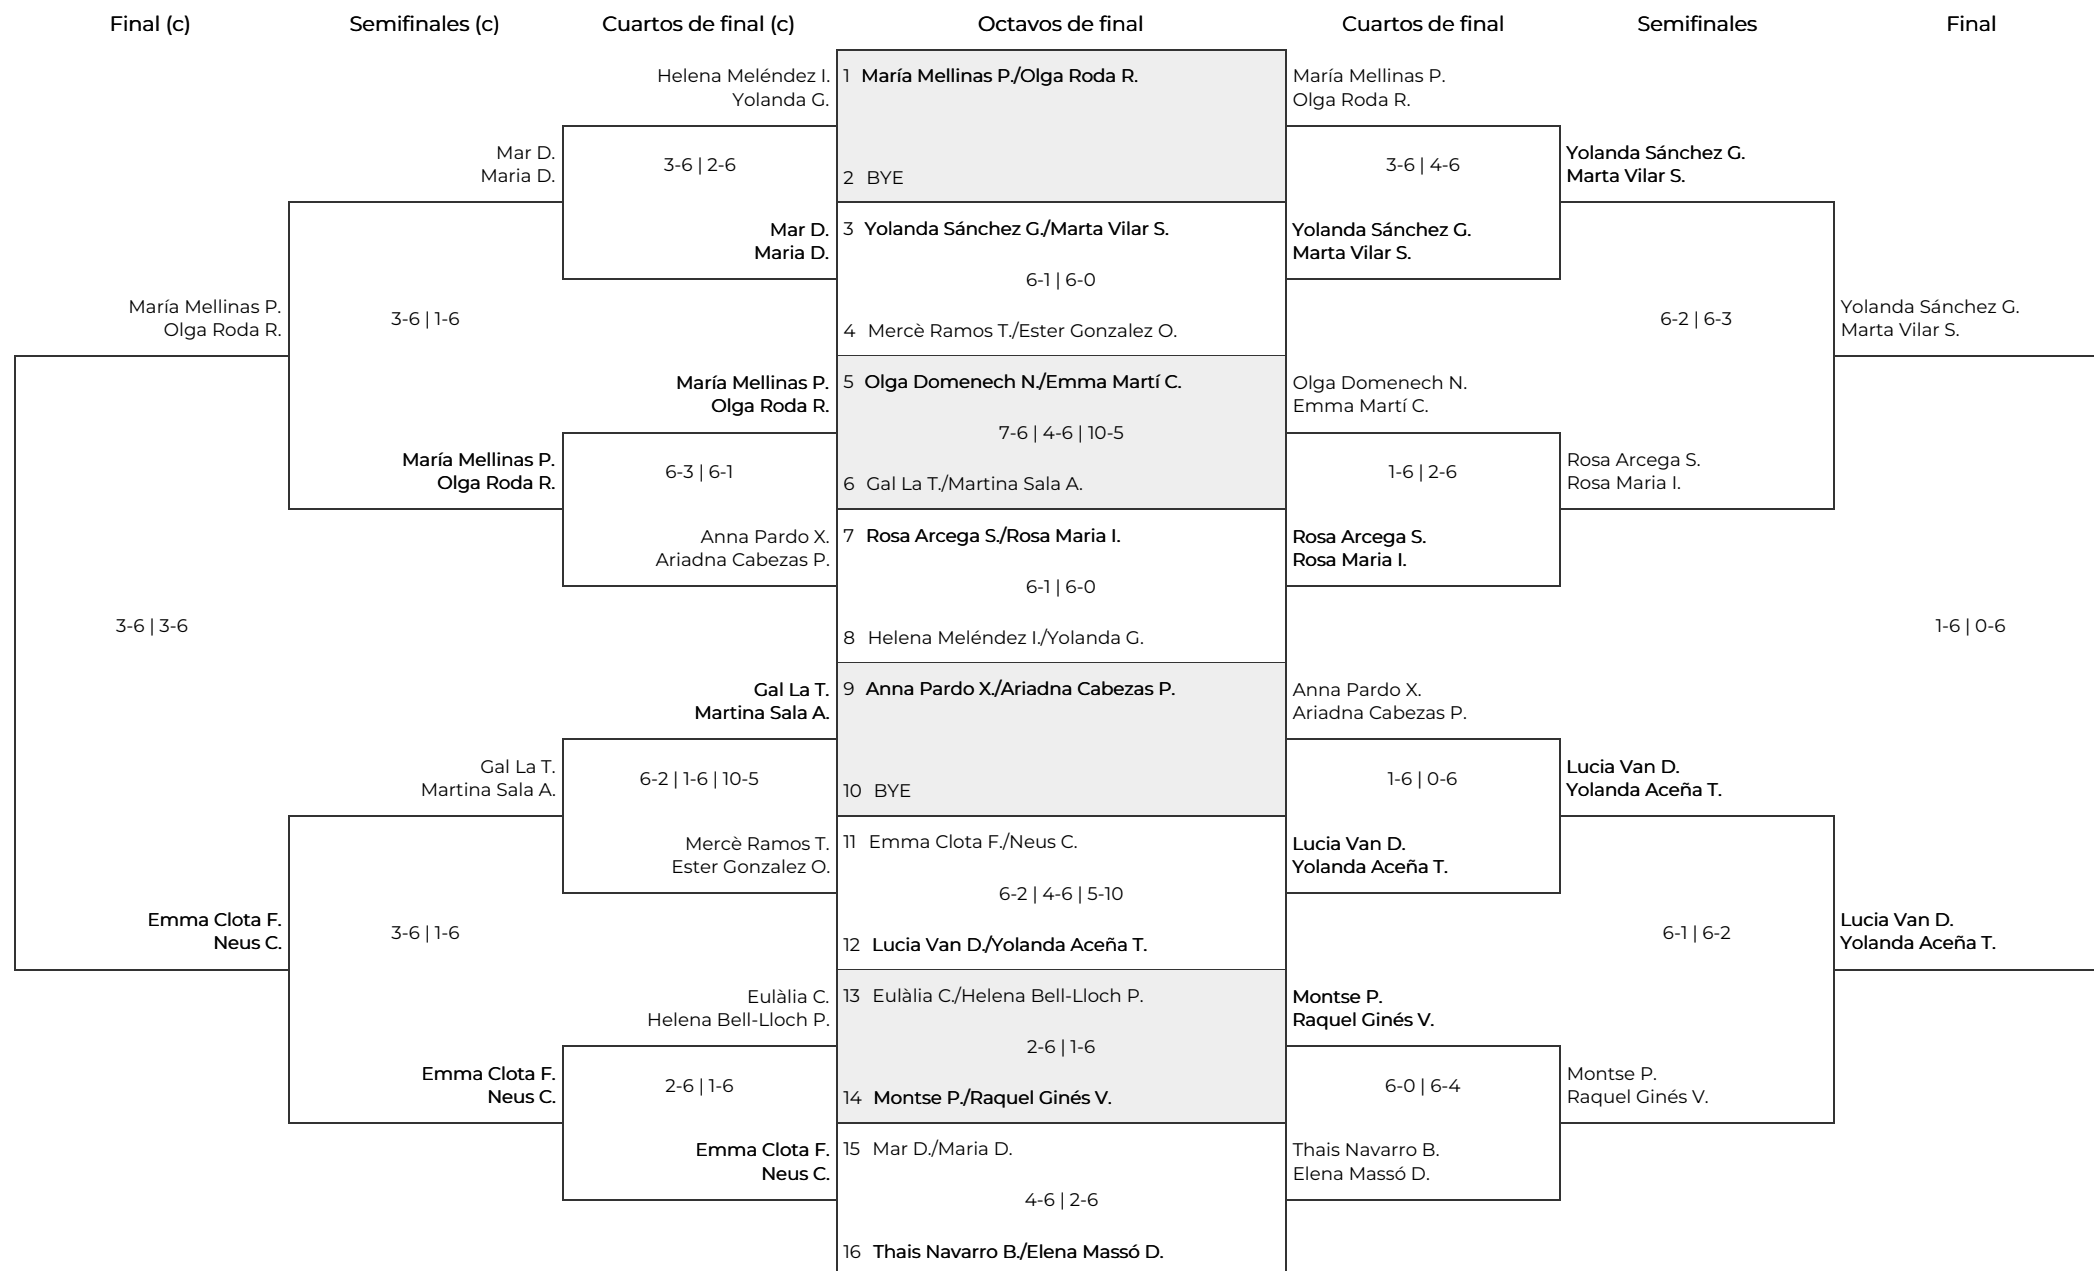 Final (c)
Semifinales (c)
Cuartos de final (c)
Octavos de final
Cuartos de final
Semifinales
Final
María Mellinas P.
Olga Roda R.
3-6 | 3-6
Emma Clota F.
Neus C.
Mar D.
Maria D.
3-6 | 1-6
María Mellinas P.
Olga Roda R.
Gal La T.
Martina Sala A.
3-6 | 1-6
Emma Clota F.
Neus C.
Helena Meléndez I.
Yolanda G.
3-6 | 2-6
Mar D.
Maria D.
María Mellinas P.
Olga Roda R.
6-3 | 6-1
Anna Pardo X.
Ariadna Cabezas P.
Gal La T.
Martina Sala A.
6-2 | 1-6 | 10-5
Mercè Ramos T.
Ester Gonzalez O.
Eulàlia C.
Helena Bell-Lloch P.
2-6 | 1-6
Emma Clota F.
Neus C.
1 María Mellinas P./Olga Roda R.
2 BYE
3 Yolanda Sánchez G./Marta Vilar S.
6-1 | 6-0
4 Mercè Ramos T./Ester Gonzalez O.
5 Olga Domenech N./Emma Martí C.
7-6 | 4-6 | 10-5
6 Gal La T./Martina Sala A.
7 Rosa Arcega S./Rosa Maria I.
6-1 | 6-0
8 Helena Meléndez I./Yolanda G.
9 Anna Pardo X./Ariadna Cabezas P.
10 BYE
11 Emma Clota F./Neus C.
6-2 | 4-6 | 5-10
12 Lucia Van D./Yolanda Aceña T.
13 Eulàlia C./Helena Bell-Lloch P.
2-6 | 1-6
14 Montse P./Raquel Ginés V.
15 Mar D./Maria D.
4-6 | 2-6
16 Thais Navarro B./Elena Massó D.
María Mellinas P.
Olga Roda R.
3-6 | 4-6
Yolanda Sánchez G.
Marta Vilar S.
Olga Domenech N.
Emma Martí C.
1-6 | 2-6
Rosa Arcega S.
Rosa Maria I.
Anna Pardo X.
Ariadna Cabezas P.
1-6 | 0-6
Lucia Van D.
Yolanda Aceña T.
Montse P.
Raquel Ginés V.
6-0 | 6-4
Thais Navarro B.
Elena Massó D.
Yolanda Sánchez G.
Marta Vilar S.
6-2 | 6-3
Rosa Arcega S.
Rosa Maria I.
Lucia Van D.
Yolanda Aceña T.
6-1 | 6-2
Montse P.
Raquel Ginés V.
Yolanda Sánchez G.
Marta Vilar S.
1-6 | 0-6
Lucia Van D.
Yolanda Aceña T.